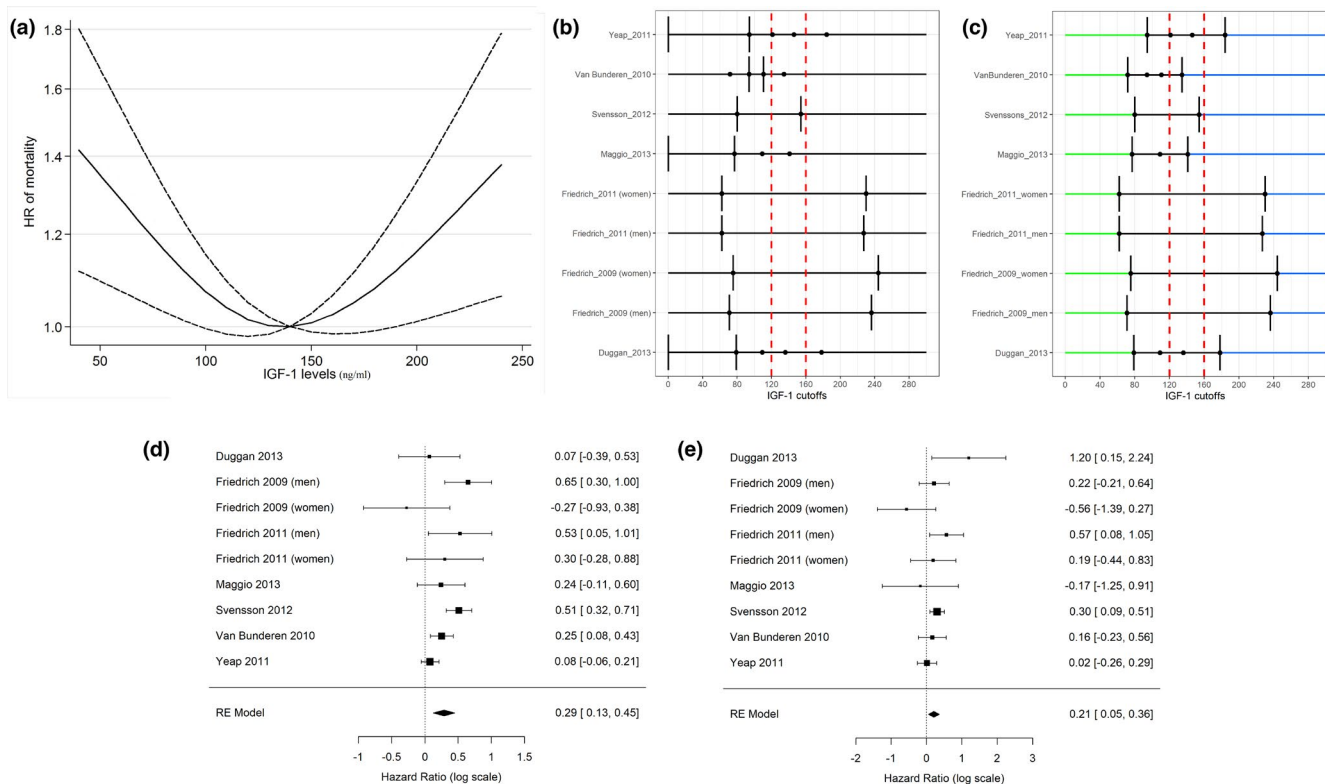 (a)
HR of mortality
1.8
1.6
1.4
1.2
1.0
50
100
150
200
250
IGF-1 levels (ng/ml)
(b)
Yeap_2011
Van Bunderen_2010
Svensson_2012
Maggio_2013
Friedrich_2011 (women)
Friedrich_2011 (men)
Friedrich_2009 (women)
Friedrich_2009 (men)
Duggan_2013
0
40
80
120
160
200
240
280
IGF-1 cutoffs
(c)
Yeap_2011
VanBunderen_2010
Svenssons_2012
Maggio_2013
Friedrich_2011_women
Friedrich_2011_men
Friedrich_2009_women
Friedrich_2009_men
Duggan_2013
0
40
80
120
160
200
240
280
IGF-1 cutoffs
(d)
Duggan 2013 0.07 [-0.39, 0.53]
Friedrich 2009 (men) 0.65 [ 0.30, 1.00]
Friedrich 2009 (women) -0.27 [-0.93, 0.38]
Friedrich 2011 (men) 0.53 [ 0.05, 1.01]
Friedrich 2011 (women) 0.30 [-0.28, 0.88]
Maggio 2013 0.24 [-0.11, 0.60]
Svensson 2012 0.51 [ 0.32, 0.71]
Van Bunderen 2010 0.25 [ 0.08, 0.43]
Yeap 2011 0.08 [-0.06, 0.21]
RE Model 0.29 [ 0.13, 0.45]
-1 0 0.5 1 1.5
Hazard Ratio (log scale)
(e)
Duggan 2013 1.20 [ 0.15, 2.24]
Friedrich 2009 (men) 0.22 [-0.21, 0.64]
Friedrich 2009 (women) -0.56 [-1.39, 0.27]
Friedrich 2011 (men) 0.57 [ 0.08, 1.05]
Friedrich 2011 (women) 0.19 [-0.44, 0.83]
Maggio 2013 -0.17 [-1.25, 0.91]
Svensson 2012 0.30 [ 0.09, 0.51]
Van Bunderen 2010 0.16 [-0.23, 0.56]
Yeap 2011 0.02 [-0.26, 0.29]
RE Model 0.21 [ 0.05, 0.36]
-2 -1 0 1 2 3
Hazard Ratio (log scale)